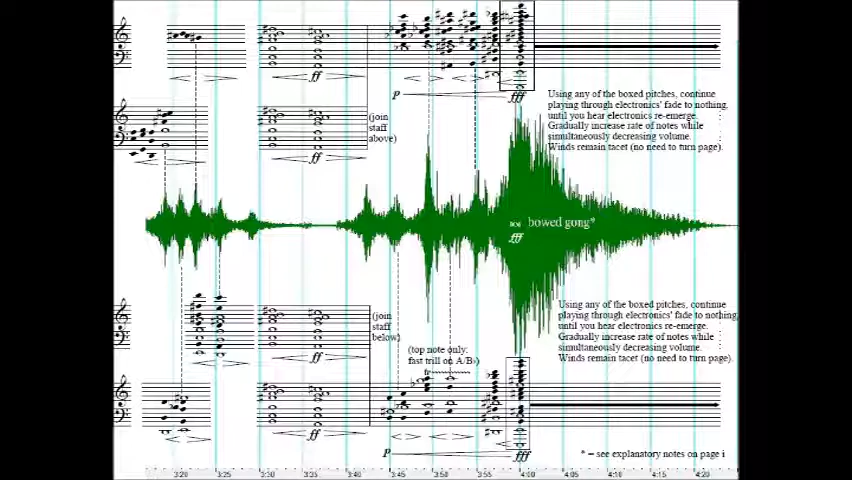 ff
p
fff
Using any of the boxed pitches, continue
playing through electronics' fade to nothing,
until you hear electronics re-emerge.
Gradually increase rate of notes while
simultaneously decreasing volume.
Winds remain tacet (no need to turn page).
(join
staff
above)
ff
bowed gong*
fff
Using any of the boxed pitches, continue
playing through electronics' fade to nothing,
until you hear electronics re-emerge.
Gradually increase rate of notes while
simultaneously decreasing volume.
Winds remain tacet (no need to turn page).
(join
staff
below)
ff
(top note only:
fast trill on A/B♭)
tr
ff
p
fff
* = see explanatory notes on page i
3:20 3:25 3:30 3:35 3:40 3:45 3:50 3:55 4:00 4:05 4:10 4:15 4:20